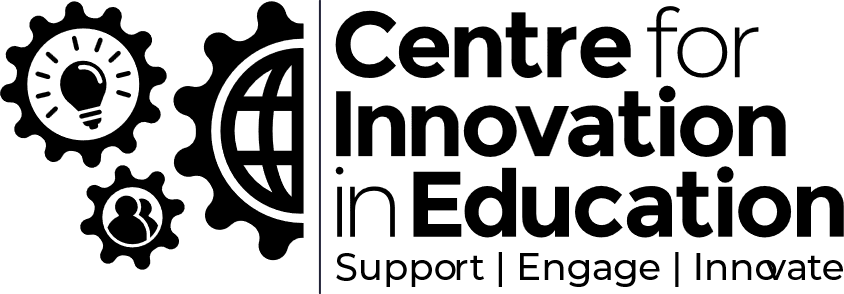 Centre for
Innovation
in Education
Support | Engage | Innovate